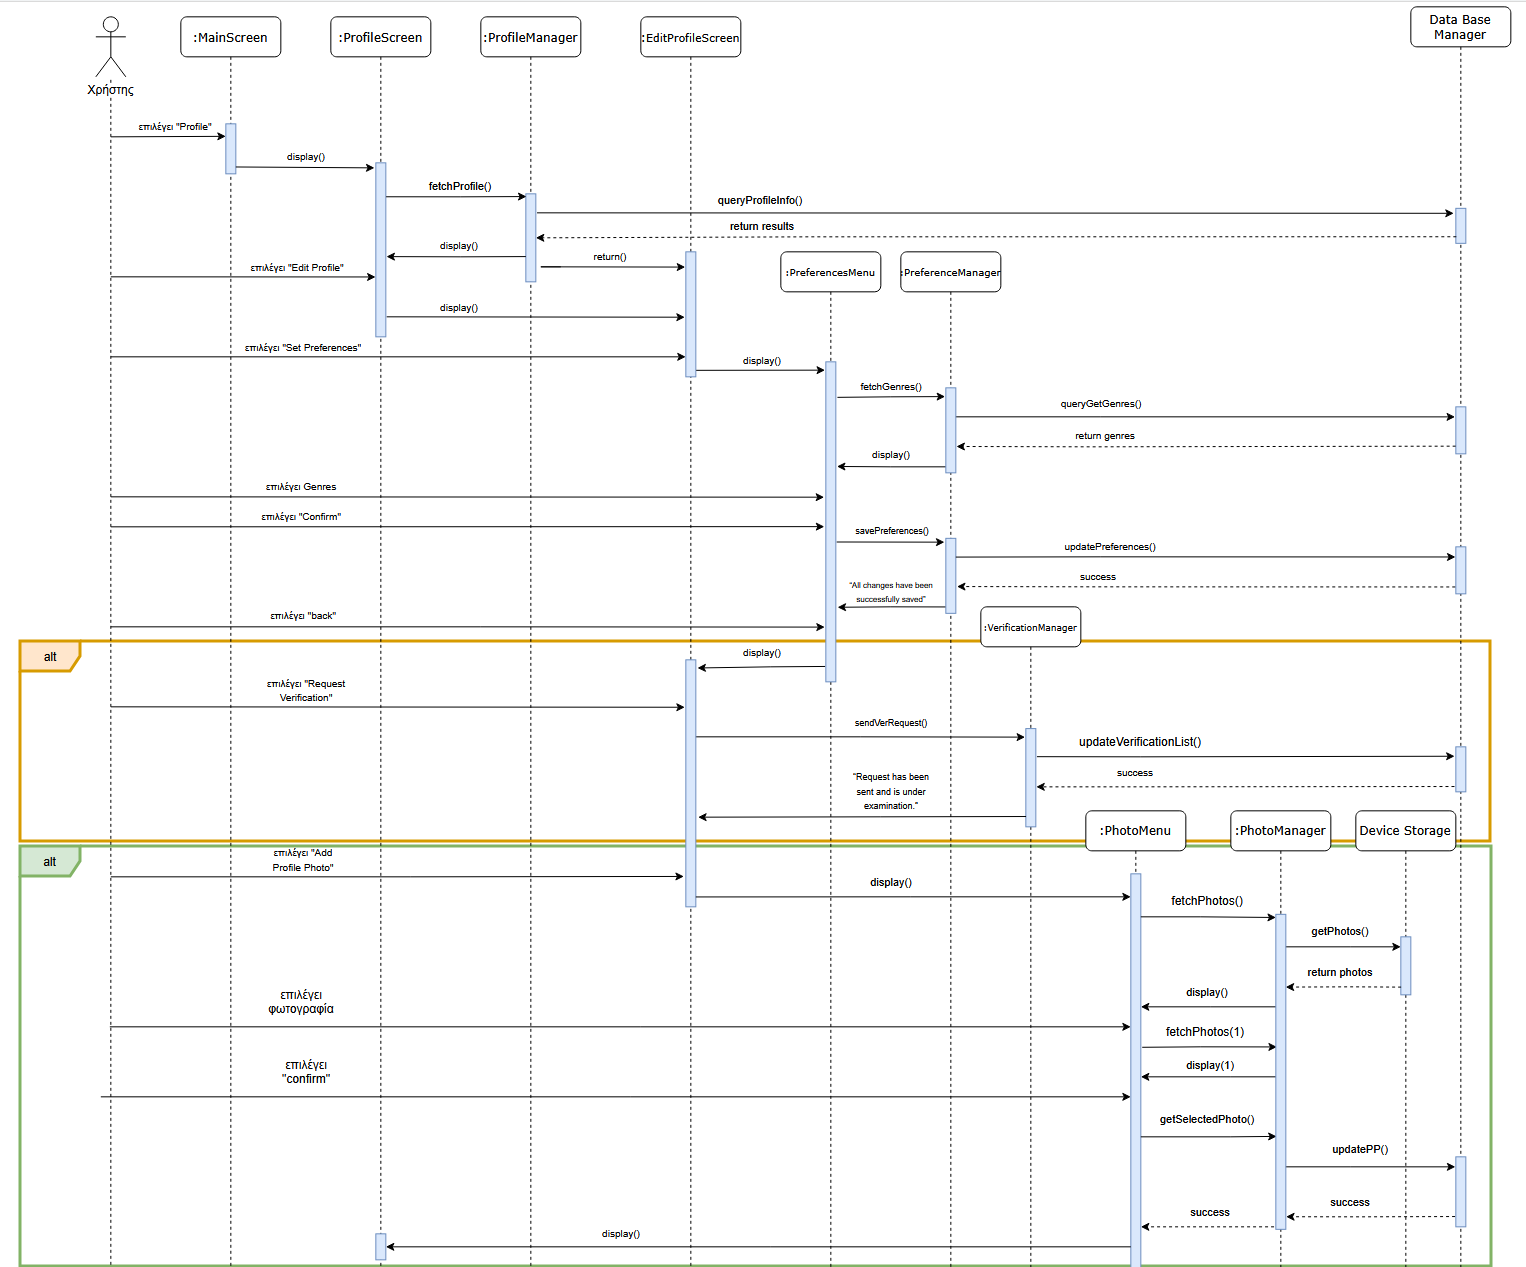 :MainScreen
:ProfileScreen
:ProfileManager
:EditProfileScreen
Data Base
Manager
Χρήστης
επιλέγει "Profile"
display()
fetchProfile()
queryProfileInfo()
return results
display()
return()
επιλέγει "Edit Profile"
:PreferencesMenu
:PreferenceManager
display()
επιλέγει "Set Preferences"
display()
fetchGenres()
queryGetGenres()
return genres
display()
επιλέγει Genres
επιλέγει "Confirm"
savePreferences()
updatePreferences()
success
"All changes have been
successfully saved"
επιλέγει "back"
:VerificationManager
alt
display()
επιλέγει "Request
Verification"
sendVerRequest()
updateVerificationList()
success
"Request has been
sent and is under
examination."
:PhotoMenu
:PhotoManager
Device Storage
alt
επιλέγει "Add
Profile Photo"
display()
fetchPhotos()
getPhotos()
return photos
display()
επιλέγει
φωτογραφία
fetchPhotos(1)
display(1)
επιλέγει
"confirm"
getSelectedPhoto()
updatePP()
success
success
display()